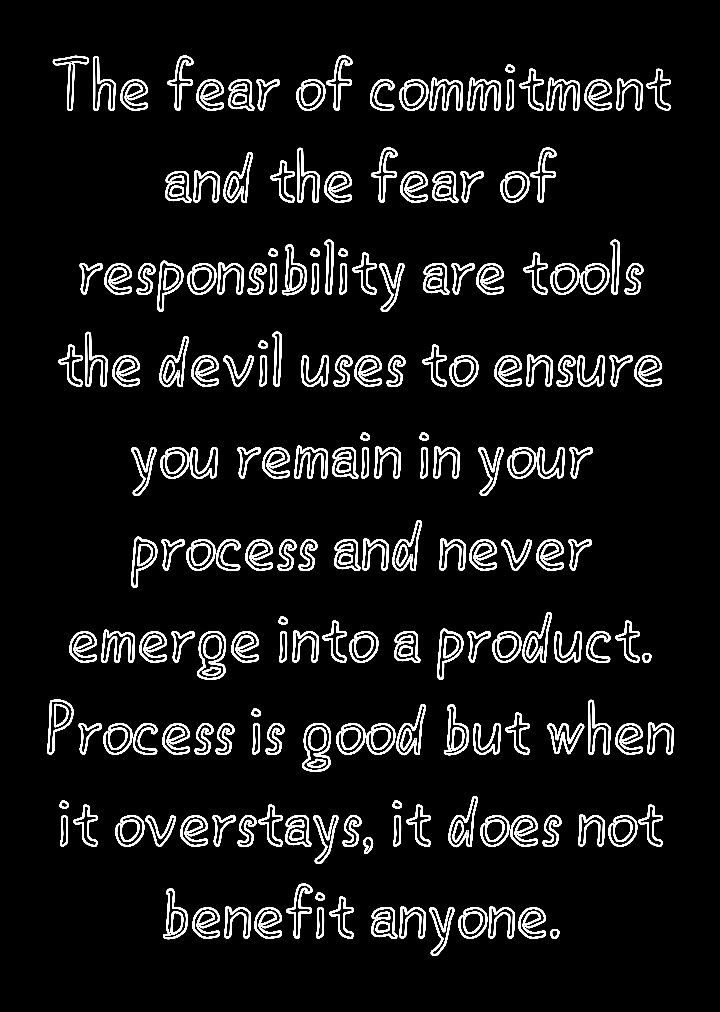 The fear of commitment
and the fear of
responsibility are tools
the devil uses to ensure
you remain in your
process and never
emerge into a product.
Process is good but when
it overstays, it does not
benefit anyone.